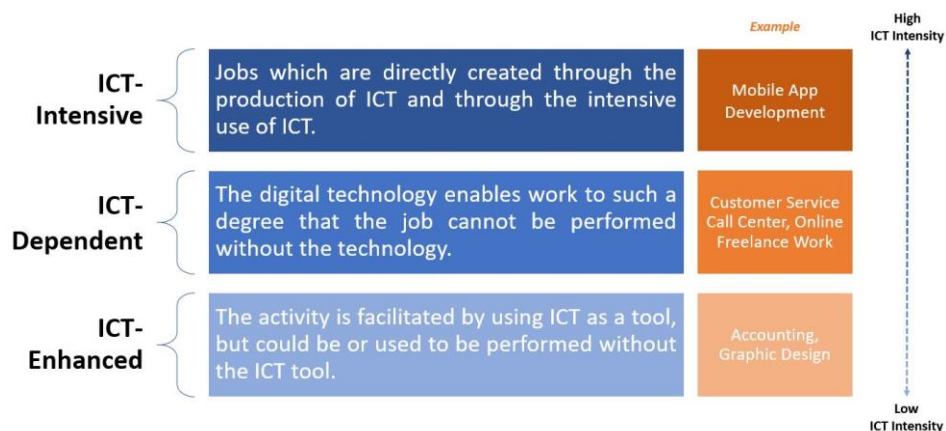 Example
High
ICT Intensity
ICT-
Intensive
Jobs which are directly created through the
production of ICT and through the intensive
use of ICT.
Mobile App
Development
ICT-
Dependent
The digital technology enables work to such a
degree that the job cannot be performed
without the technology.
Customer Service
Call Center, Online
Freelance Work
ICT-
Enhanced
The activity is facilitated by using ICT as a tool,
but could be or used to be performed without
the ICT tool.
Accounting,
Graphic Design
Low
ICT Intensity